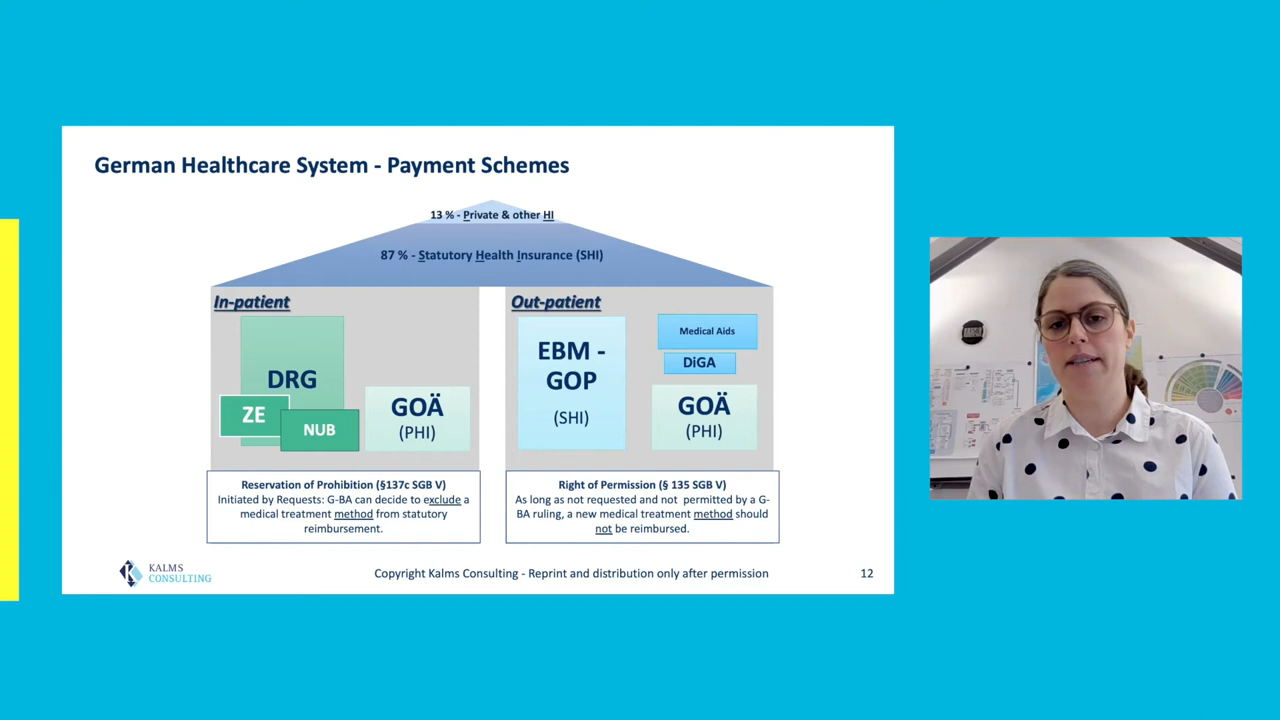 German Healthcare System - Payment Schemes
13 % - Private & other HI
87 % - Statutory Health Insurance (SHI)
In-patient
DRG
ZE
NUB
GOÄ
(PHI)
Out-patient
EBM -
GOP
(SHI)
Medical Aids
DiGA
GOÄ
(PHI)
Reservation of Prohibition (§137c SGB V)
Initiated by Requests: G-BA can decide to exclude a
medical treatment method from statutory
reimbursement.
Right of Permission (§ 135 SGB V)
As long as not requested and not permitted by a G-
BA ruling, a new medical treatment method should
not be reimbursed.
KALMS
CONSULTING
Copyright Kalms Consulting - Reprint and distribution only after permission
12